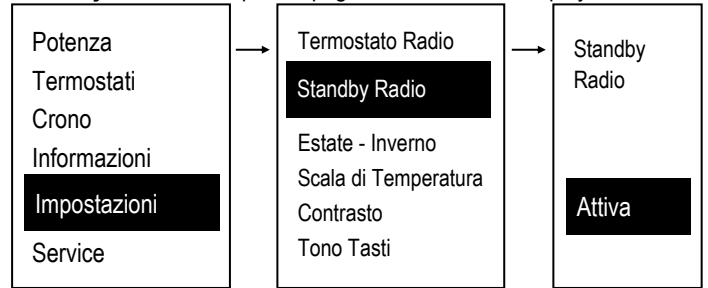 Potenza
Termostati
Crono
Informazioni
Impostazioni
Service
Termostato Radio
Standby Radio
Estate - Inverno
Scala di Temperatura
Contrasto
Tono Tasti
Standby
Radio
Attiva